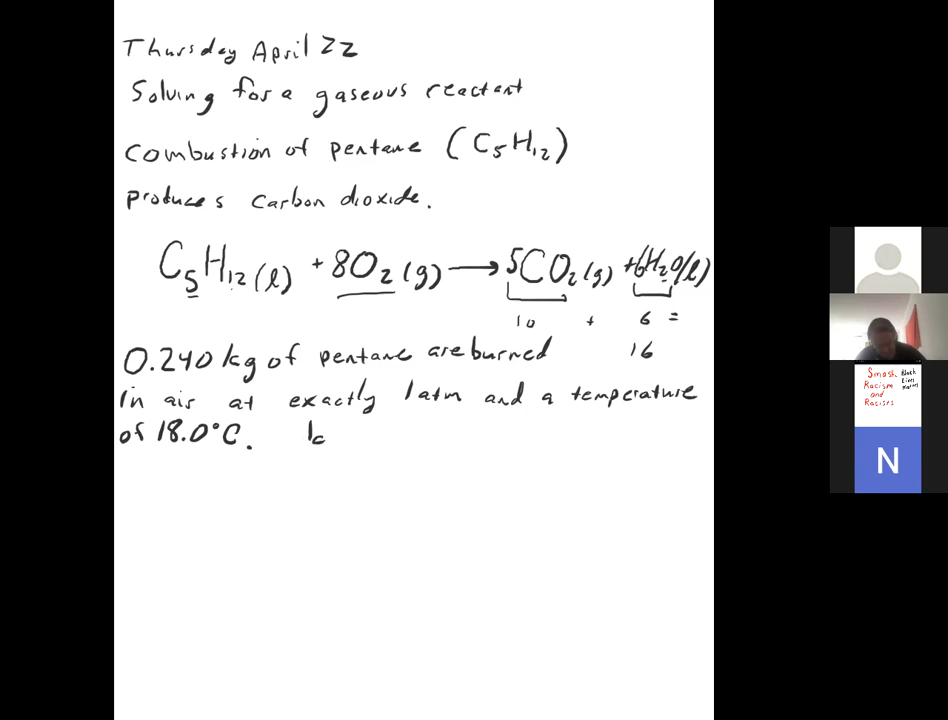 Thursday April 22
Solving for a gaseous reactant
combustion of pentane (C5H12)
produces carbon dioxide.
C5H12(l) + 8O2(g) → 5CO2(g) + 6H2O(l)
10 + 6 =
16
0.240 kg of pentane are burned
in air at exactly 1atm and a temperature
of 18.0°C.
Smash
Racism
and
Racists
Black
Lives
Matter
N